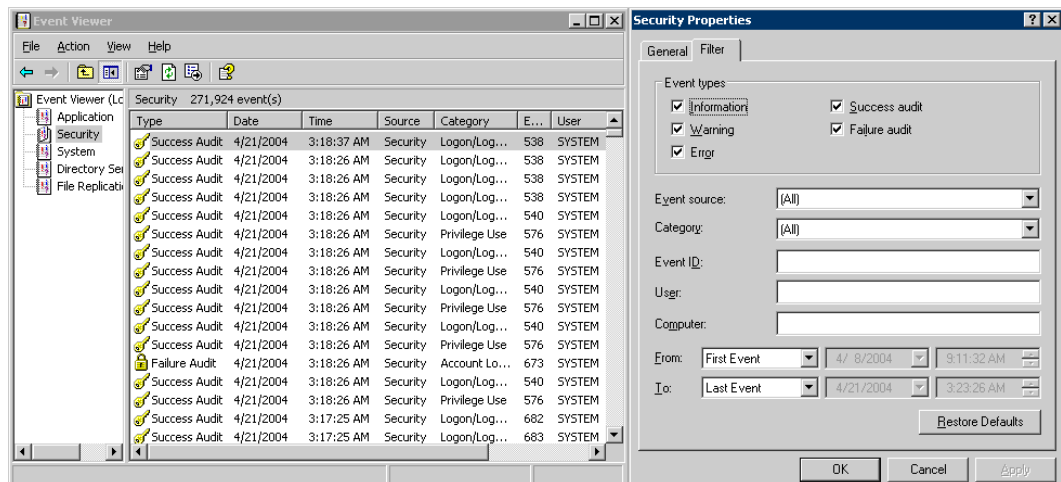 Event Viewer
File Action View Help
Event Viewer (Lc
Application
Security
System
Directory Ser
File Replicati
Security 271,924 event(s)
Type Date Time Source Category E... User
Success Audit 4/21/2004 3:18:37 AM Security Logon/Log... 538 SYSTEM
Success Audit 4/21/2004 3:18:26 AM Security Logon/Log... 538 SYSTEM
Success Audit 4/21/2004 3:18:26 AM Security Logon/Log... 538 SYSTEM
Success Audit 4/21/2004 3:18:26 AM Security Logon/Log... 538 SYSTEM
Success Audit 4/21/2004 3:18:26 AM Security Logon/Log... 540 SYSTEM
Success Audit 4/21/2004 3:18:26 AM Security Privilege Use 576 SYSTEM
Success Audit 4/21/2004 3:18:26 AM Security Logon/Log... 540 SYSTEM
Success Audit 4/21/2004 3:18:26 AM Security Privilege Use 576 SYSTEM
Success Audit 4/21/2004 3:18:26 AM Security Logon/Log... 540 SYSTEM
Success Audit 4/21/2004 3:18:26 AM Security Privilege Use 576 SYSTEM
Success Audit 4/21/2004 3:18:26 AM Security Logon/Log... 540 SYSTEM
Success Audit 4/21/2004 3:18:26 AM Security Privilege Use 576 SYSTEM
Failure Audit 4/21/2004 3:18:26 AM Security Account Lo... 673 SYSTEM
Success Audit 4/21/2004 3:18:26 AM Security Logon/Log... 540 SYSTEM
Success Audit 4/21/2004 3:18:26 AM Security Privilege Use 576 SYSTEM
Success Audit 4/21/2004 3:17:25 AM Security Logon/Log... 682 SYSTEM
Success Audit 4/21/2004 3:17:25 AM Security Logon/Log... 683 SYSTEM
Security Properties
General Filter
Event types
Information Success audit
Warning Failure audit
Error
Event source: (All)
Category: (All)
Event ID:
User:
Computer:
From: First Event 4/ 8/2004 9:11:32 AM
To: Last Event 4/21/2004 3:23:26 AM
Restore Defaults
OK Cancel Apply